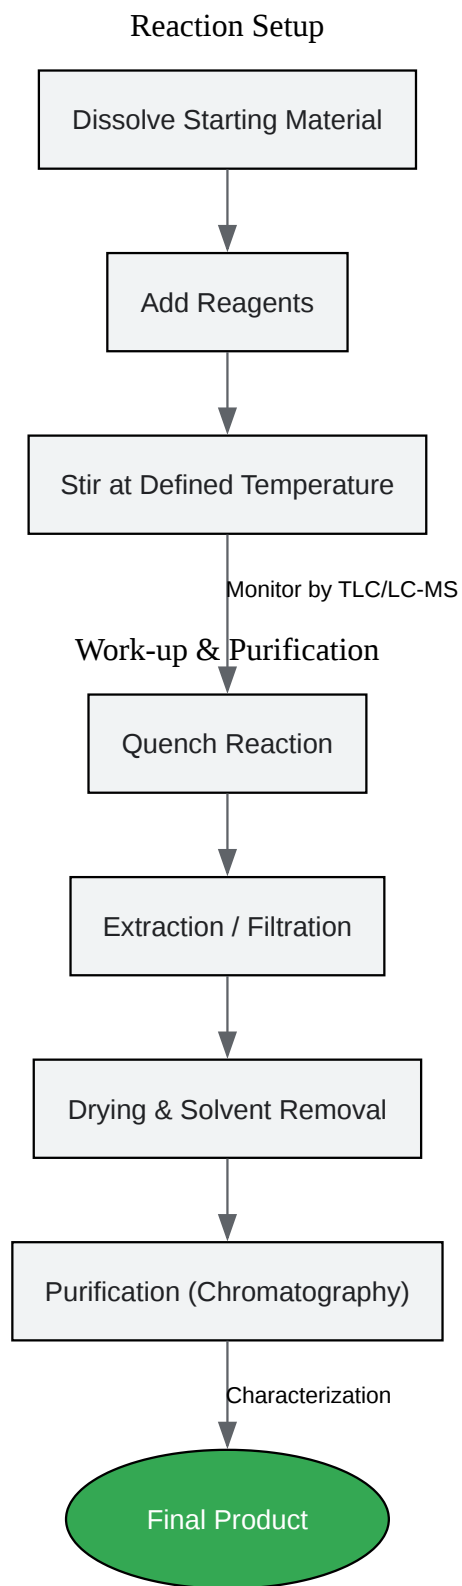 Reaction Setup
Dissolve Starting Material
Add Reagents
Stir at Defined Temperature
Monitor by TLC/LC-MS
Work-up & Purification
Quench Reaction
Extraction / Filtration
Drying & Solvent Removal
Purification (Chromatography)
Characterization
Final Product